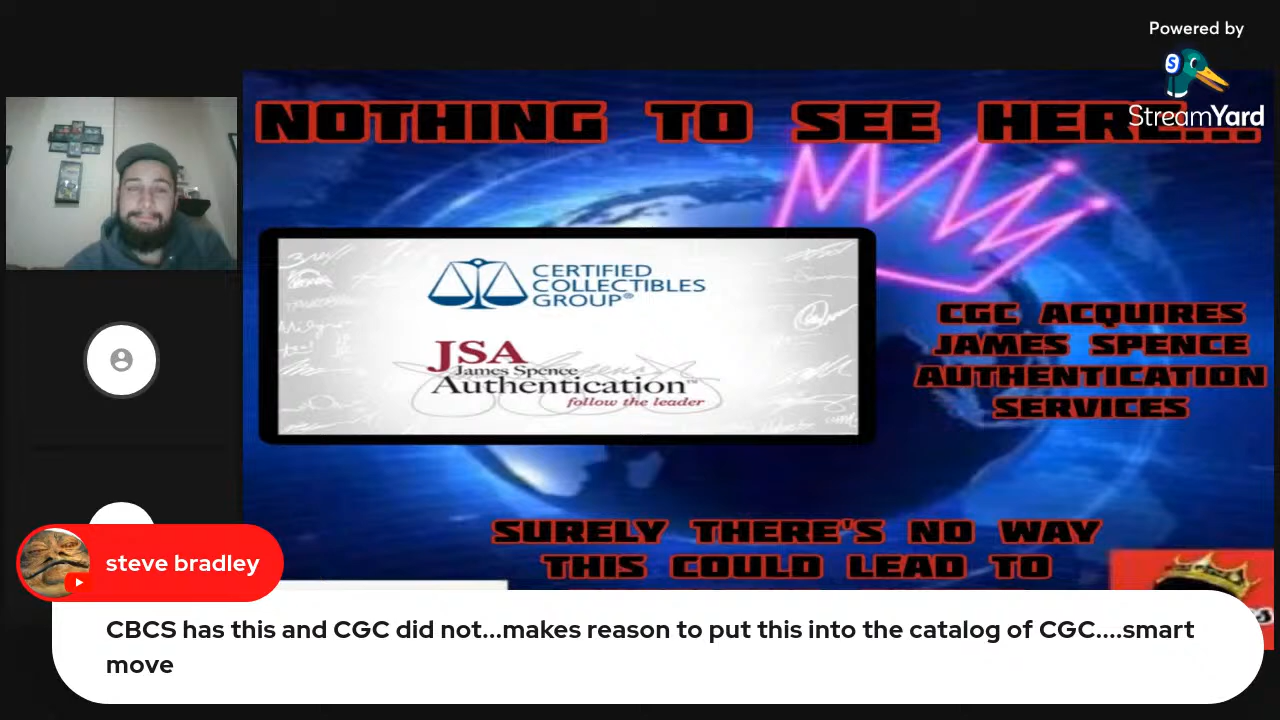 Powered by
StreamYard
NOTHING TO SEE HERE...
CERTIFIED
COLLECTIBLES
GROUP®
JSA
James Spence
Authentication™
follow the leader
CGC ACQUIRES
JAMES SPENCE
AUTHENTICATION
SERVICES
SURELY THERE'S NO WAY
THIS COULD LEAD TO
steve bradley
CBCS has this and CGC did not...makes reason to put this into the catalog of CGC....smart
move